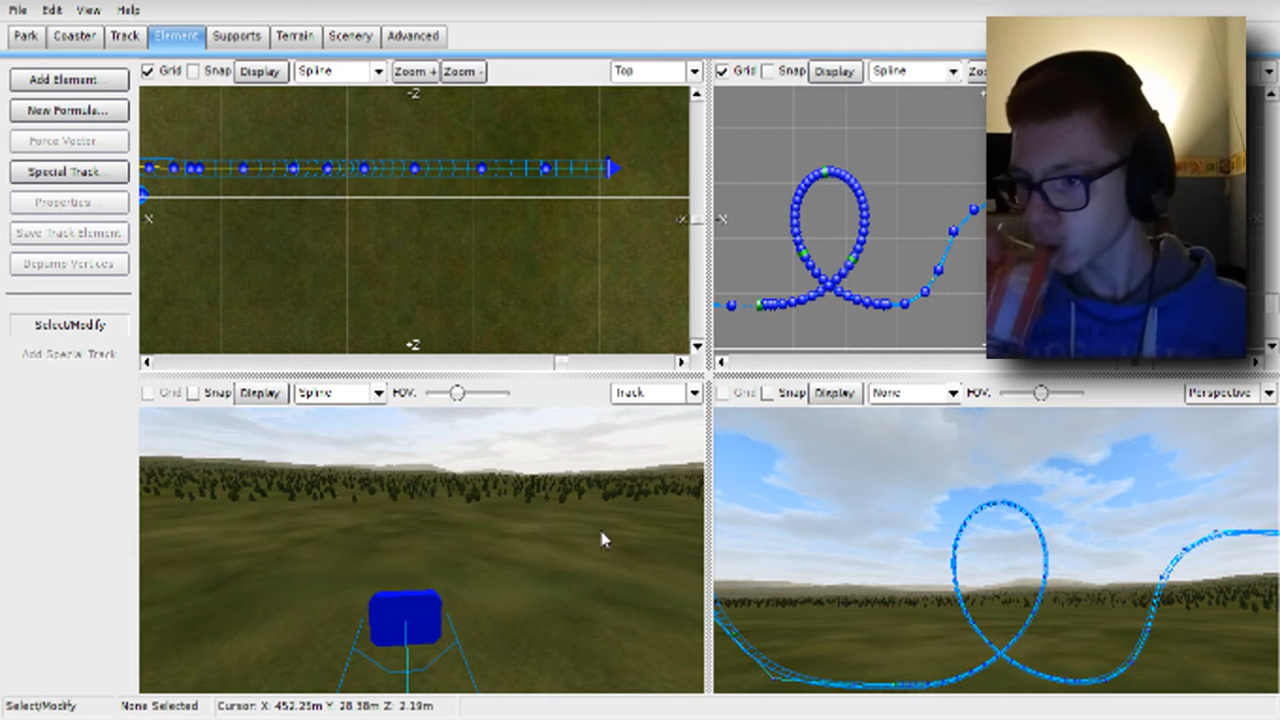 File Edit View Help
Park Coaster Track Element Supports Terrain Scenery Advanced
Add Element
New Formula...
Force Vector
Special Track..
Properties...
Save Track Element
Depump Vertices
Select/Modify
Add Special Track
Grid Snap Display Spline Zoom + Zoom - Top
-2
-X
+2
Grid Snap Display Spline Zo
-X
Grid Snap Display Spline FOV: Track
Grid Snap Display None FOV: Perspective
Select/Modify None Selected Cursor: X: 452.25m Y: 28.38m Z: 2.19m